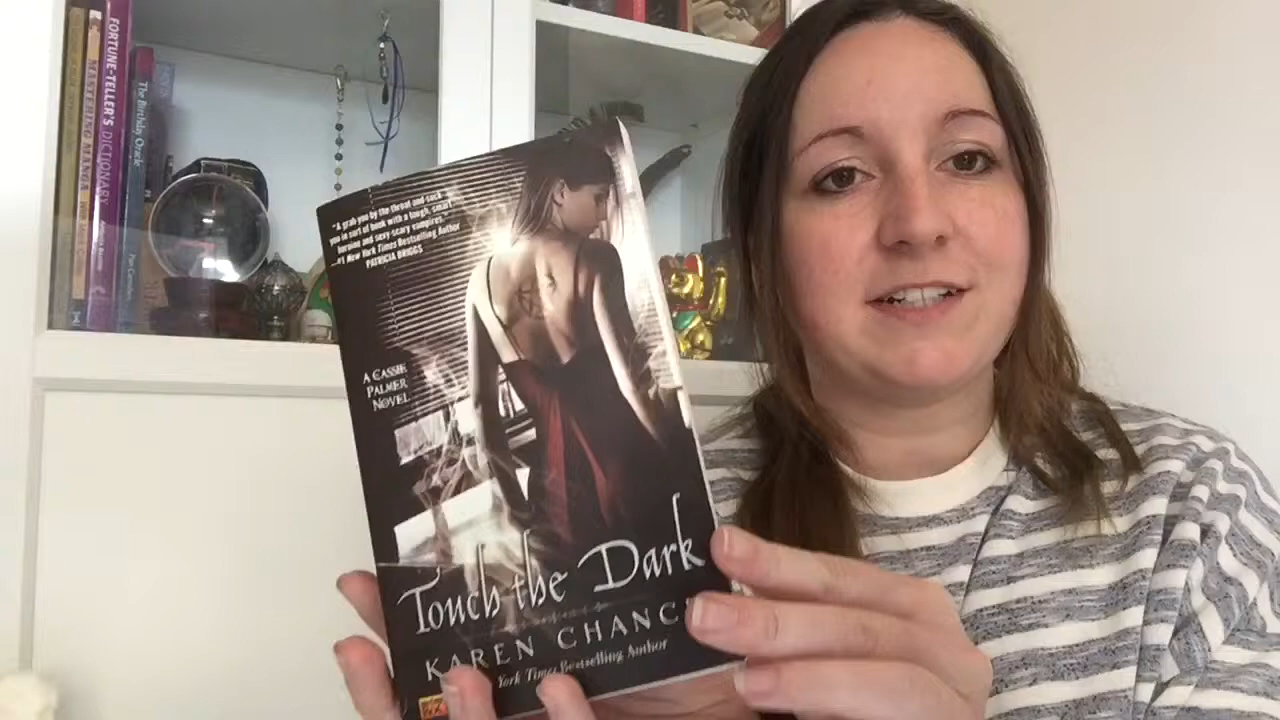 FORTUNE-TELLER'S DICTIONARY
MASTERING MANGA
The Birthday Oracle
"A grab you by the throat and suck
you in sort of book with a tough, smart
heroine and sexy-scary vampires."
—#1 New York Times Bestselling Author
PATRICIA BRIGGS
A CASSIE
PALMER
NOVEL
Touch the Dark
KAREN CHANC
York Times Bestselling Author